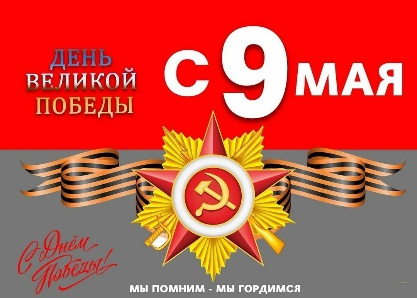 ДЕНЬ
ВЕЛИКОЙ
ПОБЕДЫ
С 9 МАЯ
С Днём
Победы!
МЫ ПОМНИМ - МЫ ГОРДИМСЯ